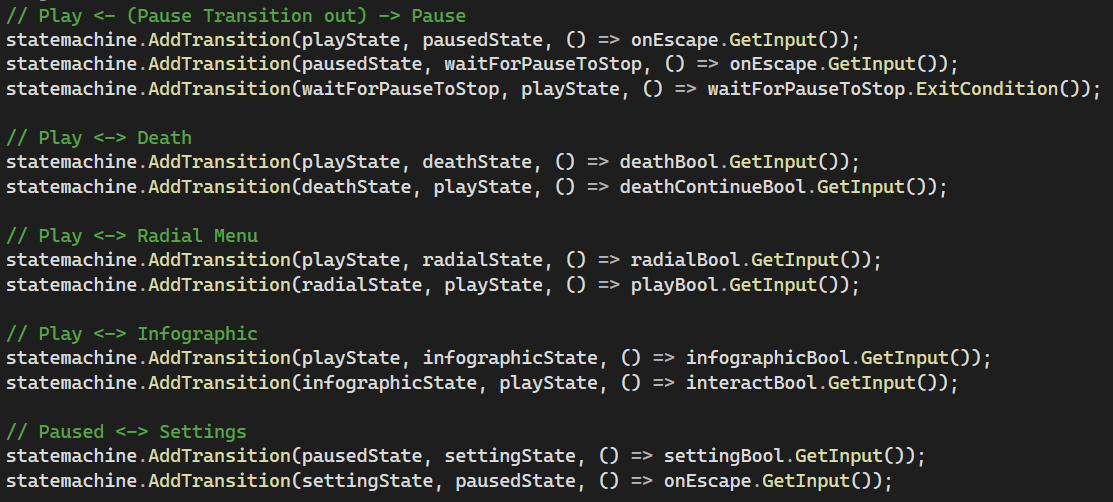 // Play <- (Pause Transition out) -> Pause
statemachine.AddTransition(playState, pausedState, () => onEscape.GetInput());
statemachine.AddTransition(pausedState, waitForPauseToStop, () => onEscape.GetInput());
statemachine.AddTransition(waitForPauseToStop, playState, () => waitForPauseToStop.ExitCondition());

// Play <-> Death
statemachine.AddTransition(playState, deathState, () => deathBool.GetInput());
statemachine.AddTransition(deathState, playState, () => deathContinueBool.GetInput());

// Play <-> Radial Menu
statemachine.AddTransition(playState, radialState, () => radialBool.GetInput());
statemachine.AddTransition(radialState, playState, () => playBool.GetInput());

// Play <-> Infographic
statemachine.AddTransition(playState, infographicState, () => infographicBool.GetInput());
statemachine.AddTransition(infographicState, playState, () => interactBool.GetInput());

// Paused <-> Settings
statemachine.AddTransition(pausedState, settingState, () => settingBool.GetInput());
statemachine.AddTransition(settingState, pausedState, () => onEscape.GetInput());